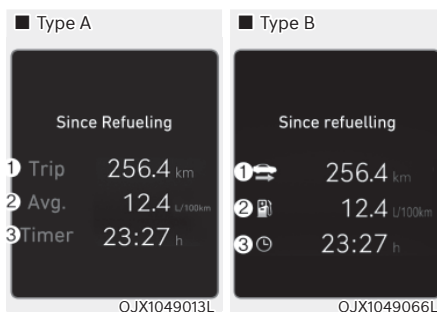 ■ Type A
Since Refueling
① Trip 256.4 km
② Avg. 12.4 L/100km
③ Timer 23:27 h
OJX1049013L
■ Type B
Since refuelling
① 256.4 km
② 12.4 L/100km
③ 23:27 h
OJX1049066L